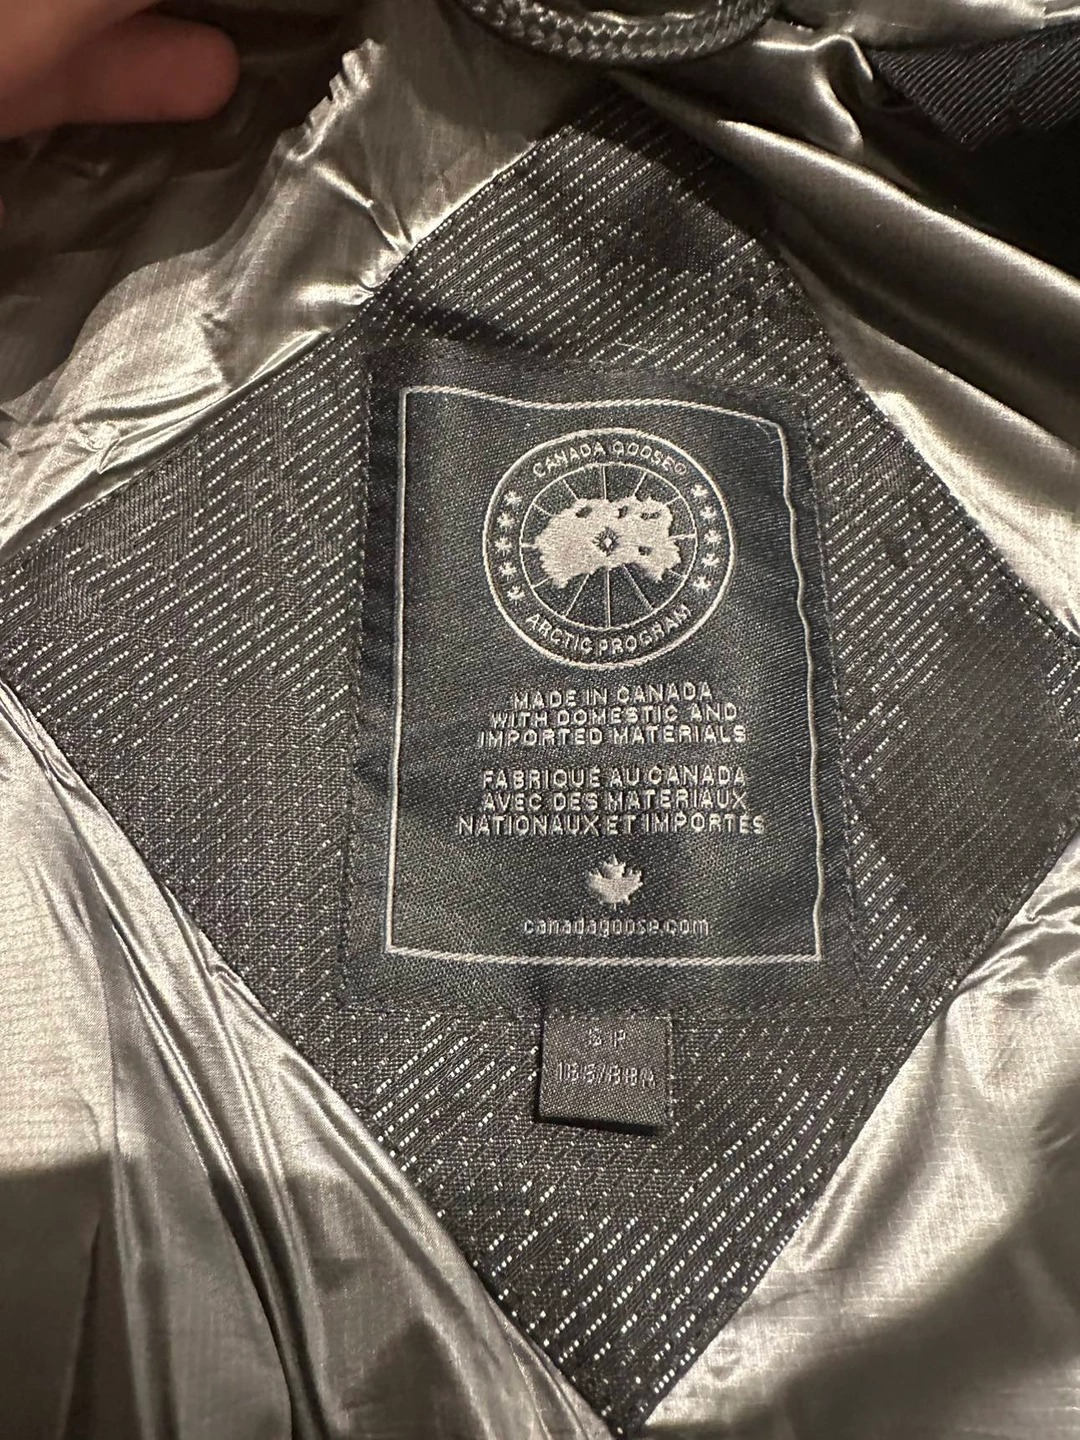 CANADA GOOSE®
ARCTIC PROGRAM
MADE IN CANADA
WITH DOMESTIC AND
IMPORTED MATERIALS
FABRIQUÉ AU CANADA
AVEC DES MATÉRIAUX
NATIONAUX ET IMPORTÉS
canadagoose.com